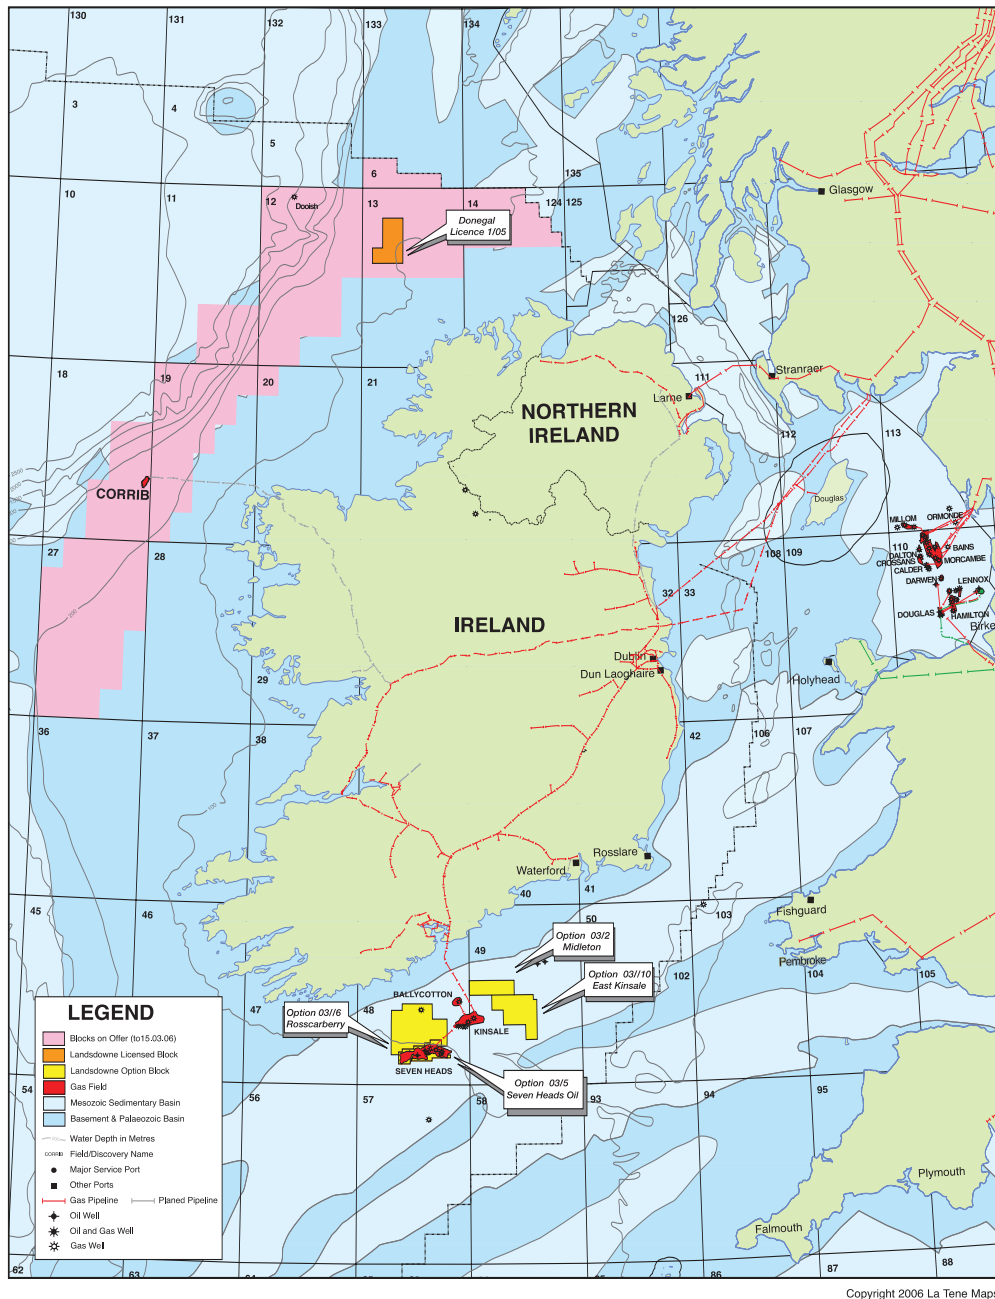 130
131
132
133
134
3
4
5
6
135
10
11
12
Dooish
13
14
124
125
Donegal
Licence 1/05
Glasgow
126
18
19
20
21
111
Stranraer
Larne
NORTHERN
IRELAND
112
113
CORRIB
Douglas
MILLOM
ORMONDE
27
28
108
109
110
BAINS
DALTON
CROSSANS
MORCAMBE
CALDER
DARWEN
LENNOX
32
33
DOUGLAS
HAMILTON
Birke
IRELAND
Dublin
Dun Laoghaire
Holyhead
29
36
37
38
42
106
107
100
200
Rosslare
Waterford
40
41
45
46
50
103
Fishguard
49
Option 03/2
Midleton
Pembroke
102
104
105
Option 03//10
East Kinsale
BALLYCOTTON
47
48
Option 03//6
Rosscarberry
KINSALE
SEVEN HEADS
Option 03/5
Seven Heads Oil
54
56
57
58
93
94
95
LEGEND
Blocks on Offer (to15.03.06)
Landsdowne Licensed Block
Landsdowne Option Block
Gas Field
Mesozoic Sedimentary Basin
Basement & Palaeozoic Basin
Water Depth in Metres
CORRIB Field/Discovery Name
Major Service Port
Other Ports
Gas Pipeline Planed Pipeline
Oil Well
Oil and Gas Well
Gas Well
Plymouth
Falmouth
62
63
86
87
88
Copyright 2006 La Tene Maps